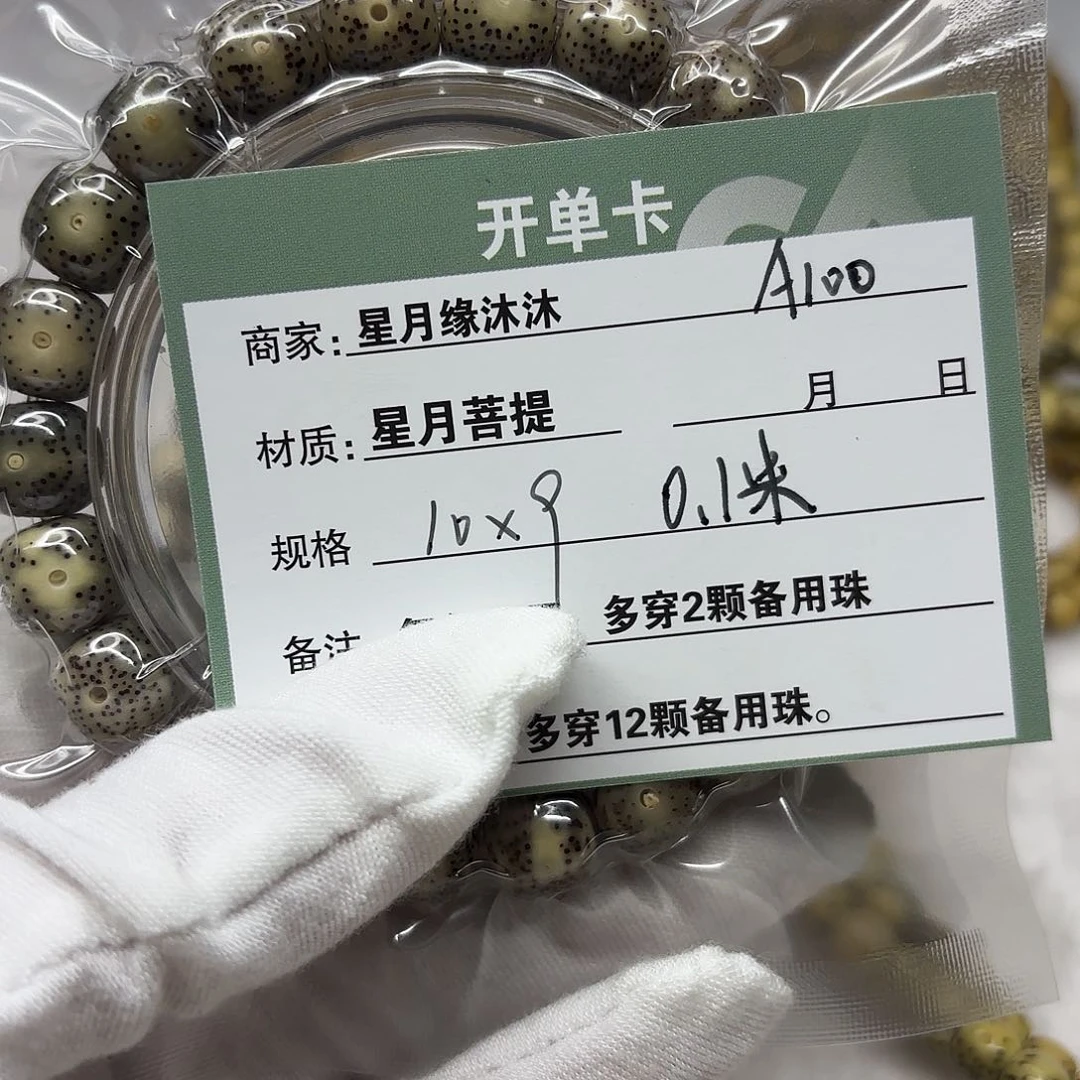 开单卡
A100
商家：星月缘沐沐
材质：星月菩提 月 日
规格 10×9 0.1米
备注 多穿2颗备用珠
多穿12颗备用珠。